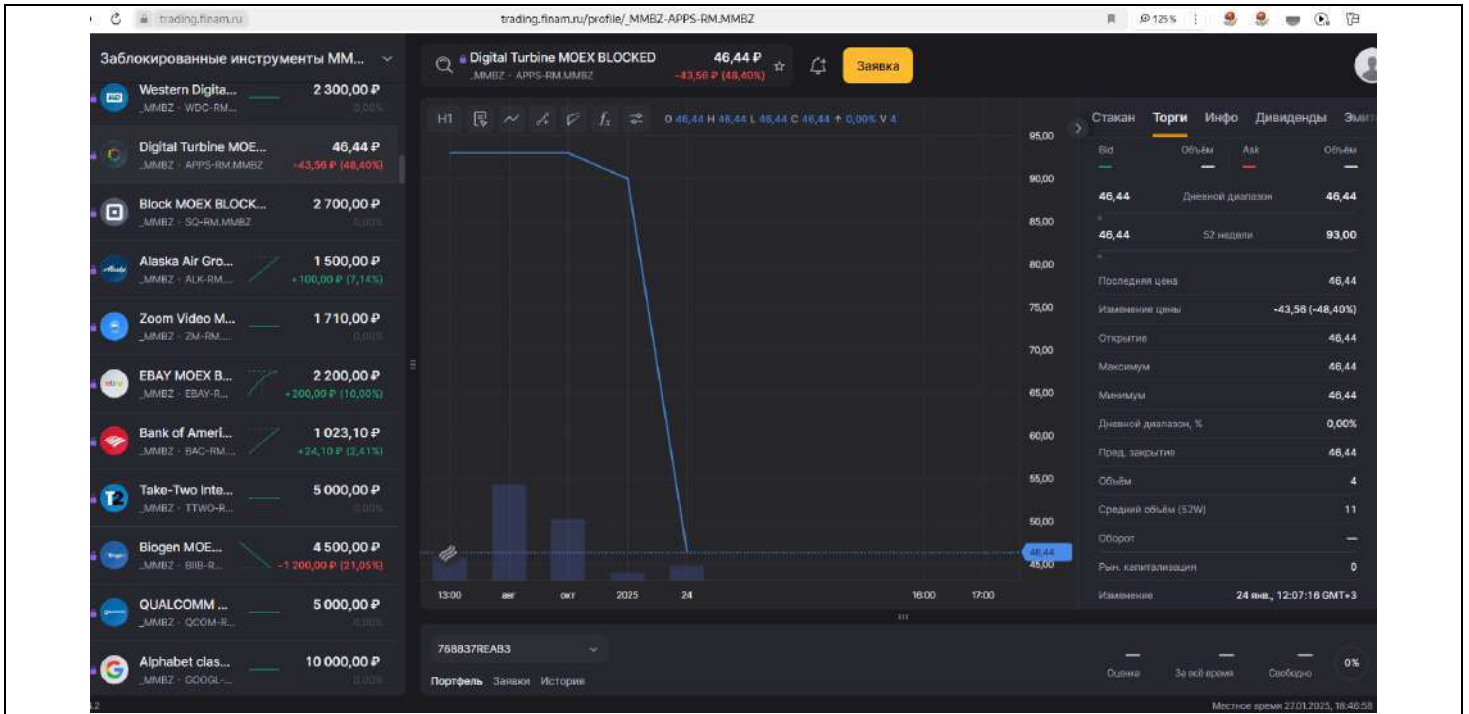 trading.finam.ru
trading.finam.ru/profile/_MMBZ-APPS-RM.MMBZ
125 %
Заблокированные инструменты MM...
Western Digita...
2 300,00 ₽
_MMBZ - WDC-RM...
0,00%
Digital Turbine MOE...
46,44 ₽
_MMBZ - APPS-RM.MMBZ
-43,56 ₽ (48,40%)
Block MOEX BLOCK...
2 700,00 ₽
_MMBZ - SQ-RM.MMBZ
0,00%
Alaska Air Gro...
1 500,00 ₽
_MMBZ - ALK-RM...
+100,00 ₽ (7,14%)
Zoom Video M...
1 710,00 ₽
_MMBZ - ZM-RM....
0,00%
EBAY MOEX B...
2 200,00 ₽
_MMBZ - EBAY-R...
+200,00 ₽ (10,00%)
Bank of Ameri...
1 023,10 ₽
_MMBZ - BAC-RM....
+24,10 ₽ (2,41%)
Take-Two Inte...
5 000,00 ₽
_MMBZ - TTWO-R...
0,00%
Biogen MOE...
4 500,00 ₽
_MMBZ - BIIB-R...
-1 200,00 ₽ (21,05%)
QUALCOMM ...
5 000,00 ₽
_MMBZ - QCOM-R...
0,00%
Alphabet clas...
10 000,00 ₽
_MMBZ - GOOGL-...
0,00%
Digital Turbine MOEX BLOCKED
46,44 ₽
_MMBZ - APPS-RM.MMBZ
-43,56 ₽ (48,40%)
Заявка
H1
O 46,44 H 46,44 L 46,44 C 46,44 ↑ 0,00% V 4
95,00
90,00
85,00
80,00
75,00
70,00
65,00
60,00
55,00
50,00
46,44
45,00
13:00 авг окт 2025 24 16:00 17:00
Стакан Торги Инфо Дивиденды Эмит
Bid Объём Ask Объём
46,44 Дневной диапазон 46,44
46,44 52 недели 93,00
Последняя цена 46,44
Изменение цены -43,56 (-48,40%)
Открытие 46,44
Максимум 46,44
Минимум 46,44
Дневной диапазон, % 0,00%
Пред. закрытие 46,44
Объём 4
Средний объём (52W) 11
Оборот —
Рын. капитализация 0
Изменение 24 янв., 12:07:16 GMT+3
768837REAB3
Портфель Заявки История
Оценка За всё время Свободно
0%
Местное время 27.01.2025, 18:46:58